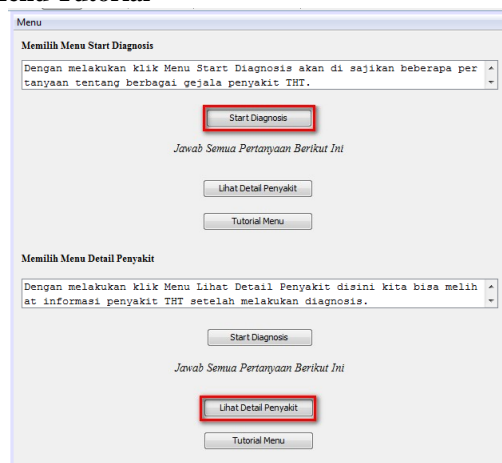 Menu Tutorial
Menu
Memilih Menu Start Diagnosis
Dengan melakukan klik Menu Start Diagnosis akan di sajikan beberapa per
tanyaan tentang berbagai gejala penyakit THT.
Start Diagnosis
Jawab Semua Pertanyaan Berikut Ini
Lihat Detail Penyakit
Tutorial Menu
Memilih Menu Detail Penyakit
Dengan melakukan klik Menu Lihat Detail Penyakit disini kita bisa melih
at informasi penyakit THT setelah melakukan diagnosis.
Start Diagnosis
Jawab Semua Pertanyaan Berikut Ini
Lihat Detail Penyakit
Tutorial Menu